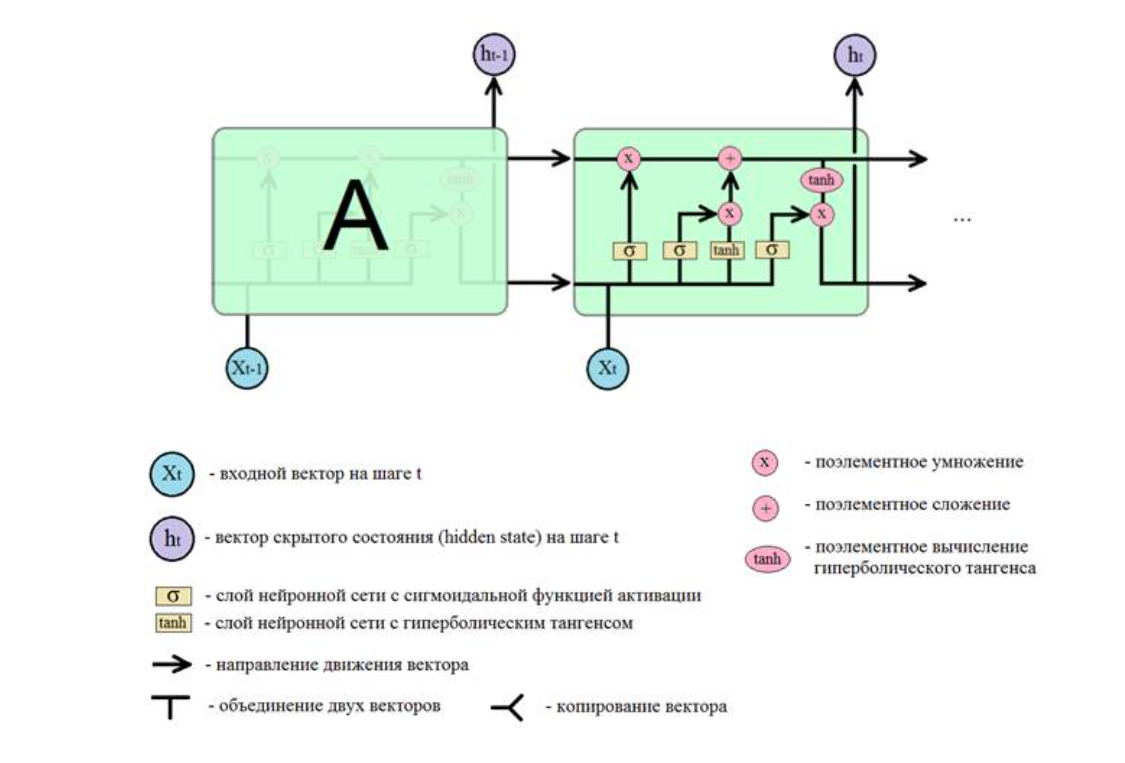 ht-1
ht
A
x
+
tanh
x
x
σ
σ
tanh
σ
...
Xt-1
Xt
Xt - входной вектор на шаге t
ht - вектор скрытого состояния (hidden state) на шаге t
σ - слой нейронной сети с сигмоидальной функцией активации
tanh - слой нейронной сети с гиперболическим тангенсом
- направление движения вектора
- объединение двух векторов
- копирование вектора
x - поэлементное умножение
+ - поэлементное сложение
tanh - поэлементное вычисление
гиперболического тангенса